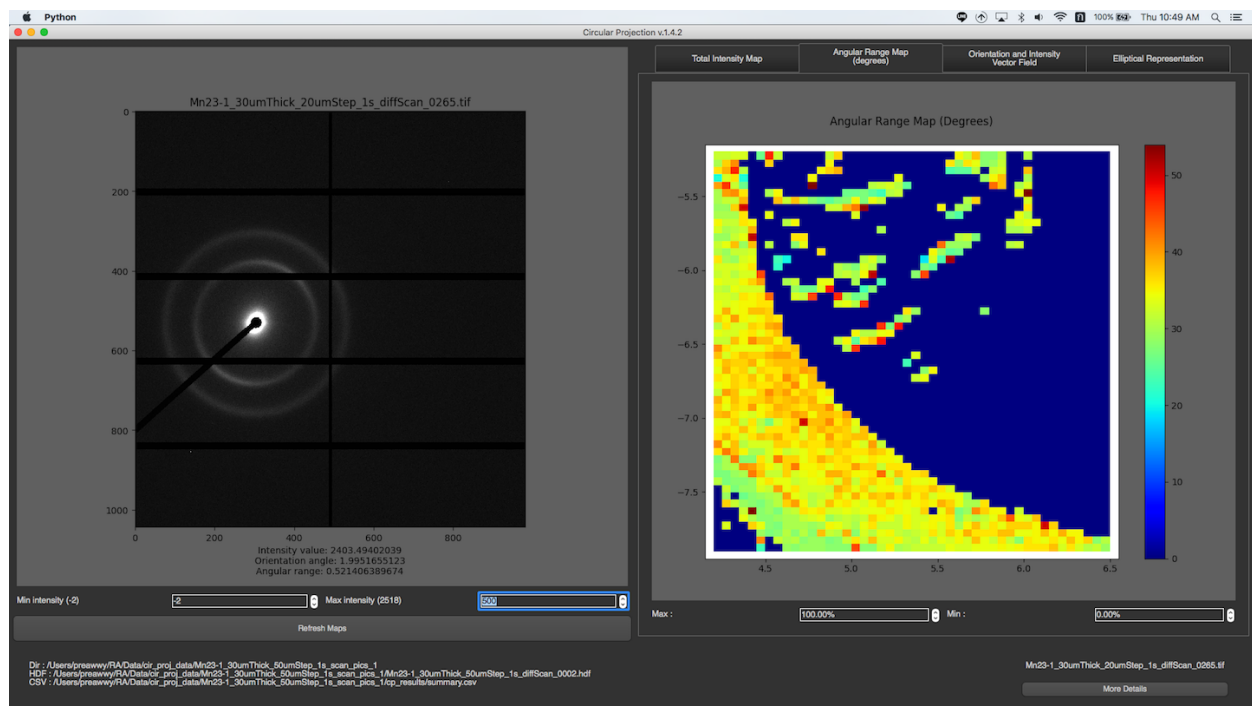 Python
100%
Thu 10:49 AM
Circular Projection v.1.4.2
Mn23-1_30umThick_20umStep_1s_diffScan_0265.tif
0
200
400
600
800
1000
0 200 400 600 800
Intensity value: 2403.49402039
Orientation angle: 1.9951655123
Angular range: 0.521406389674
Min intensity (-2)
-2
Max intensity (2518)
500
Refresh Maps
Total Intensity Map
Angular Range Map
(degrees)
Orientation and Intensity
Vector Field
Elliptical Representation
Angular Range Map (Degrees)
−5.5
−6.0
−6.5
−7.0
−7.5
4.5 5.0 5.5 6.0 6.5
50
40
30
20
10
0
Max :
100.00%
Min :
0.00%
Dir : /Users/preawwy/RA/Data/cir_proj_data/Mn23-1_30umThick_50umStep_1s_scan_pics_1
HDF : /Users/preawwy/RA/Data/cir_proj_data/Mn23-1_30umThick_50umStep_1s_scan_pics_1/Mn23-1_30umThick_50umStep_1s_diffScan_0002.hdf
CSV : /Users/preawwy/RA/Data/cir_proj_data/Mn23-1_30umThick_50umStep_1s_scan_pics_1/cp_results/summary.csv
Mn23-1_30umThick_20umStep_1s_diffScan_0265.tif
More Details